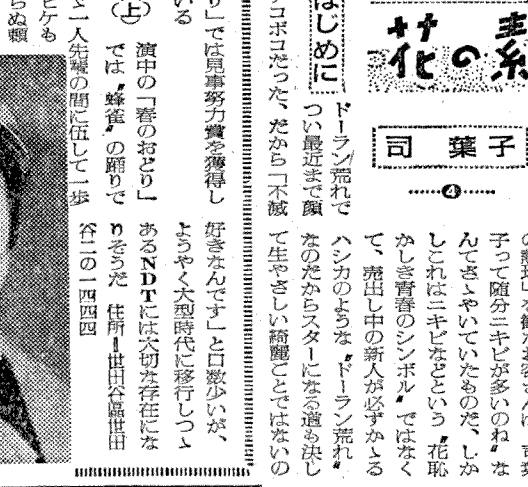 花の素
司葉子
❹
はじめに
ドーラン荒れで
つい最近まで顔
コボコだった、だから「不滅
子って随分ニキビが多いのね〟な
んてさゝやいていたものだ、しか
しこれはニキビなどという〝花恥
かしき青春のシンボル〟ではなく
て、売出し中の新人が必ずかゝる
ハシカのような〝ドーラン荒れ〟
なのだからスターになる道も決し
て生やさしい綺麗ごとではないの
り」では見事努力賞を獲得し
いる
(上)
演中の「春のおどり」
では〝蜂雀〟の踊りで
ゝ一人先輩の間に伍して一歩
ヒケも
らぬ頼
好きなんです」と口数少いが、
ようやく大型時代に移行しつゝ
あるNDTには大切な存在にな
りそうだ 住所=世田谷區世田
谷二の一四四四